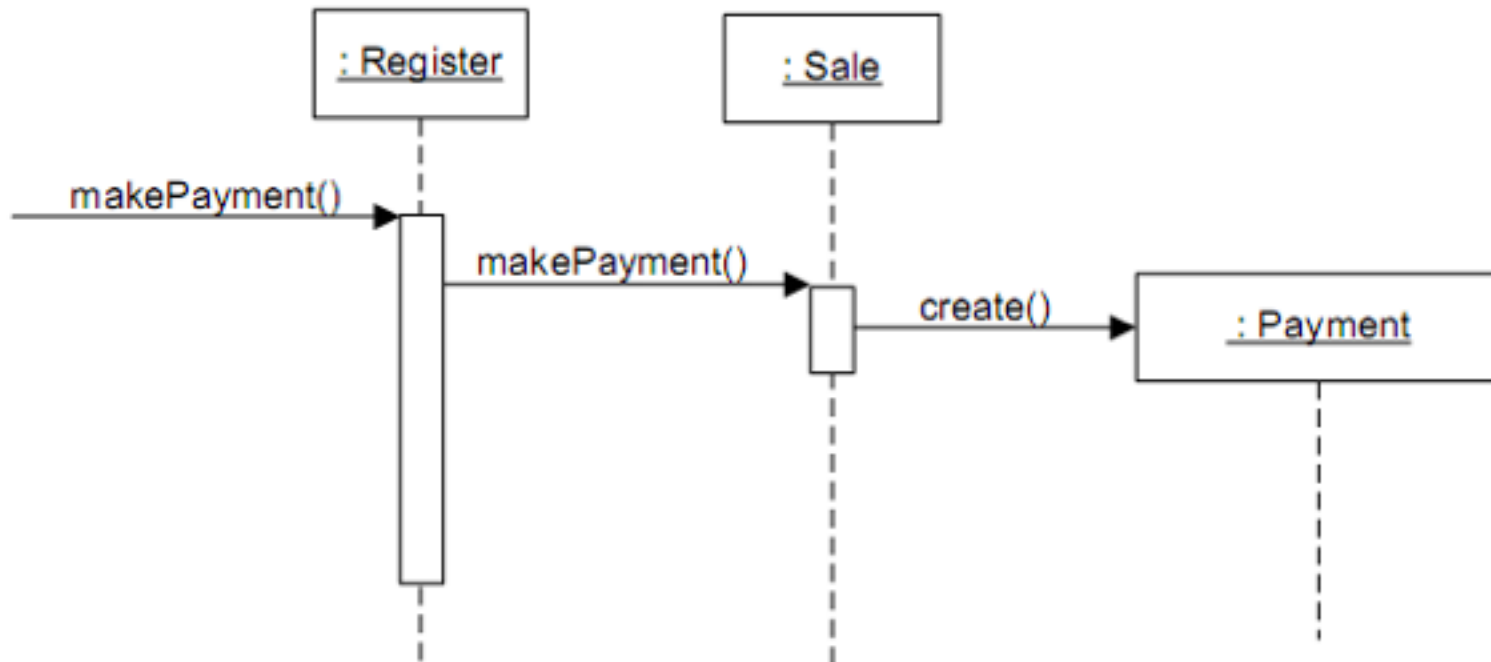 : Register
: Sale
makePayment()
makePayment()
create()
: Payment